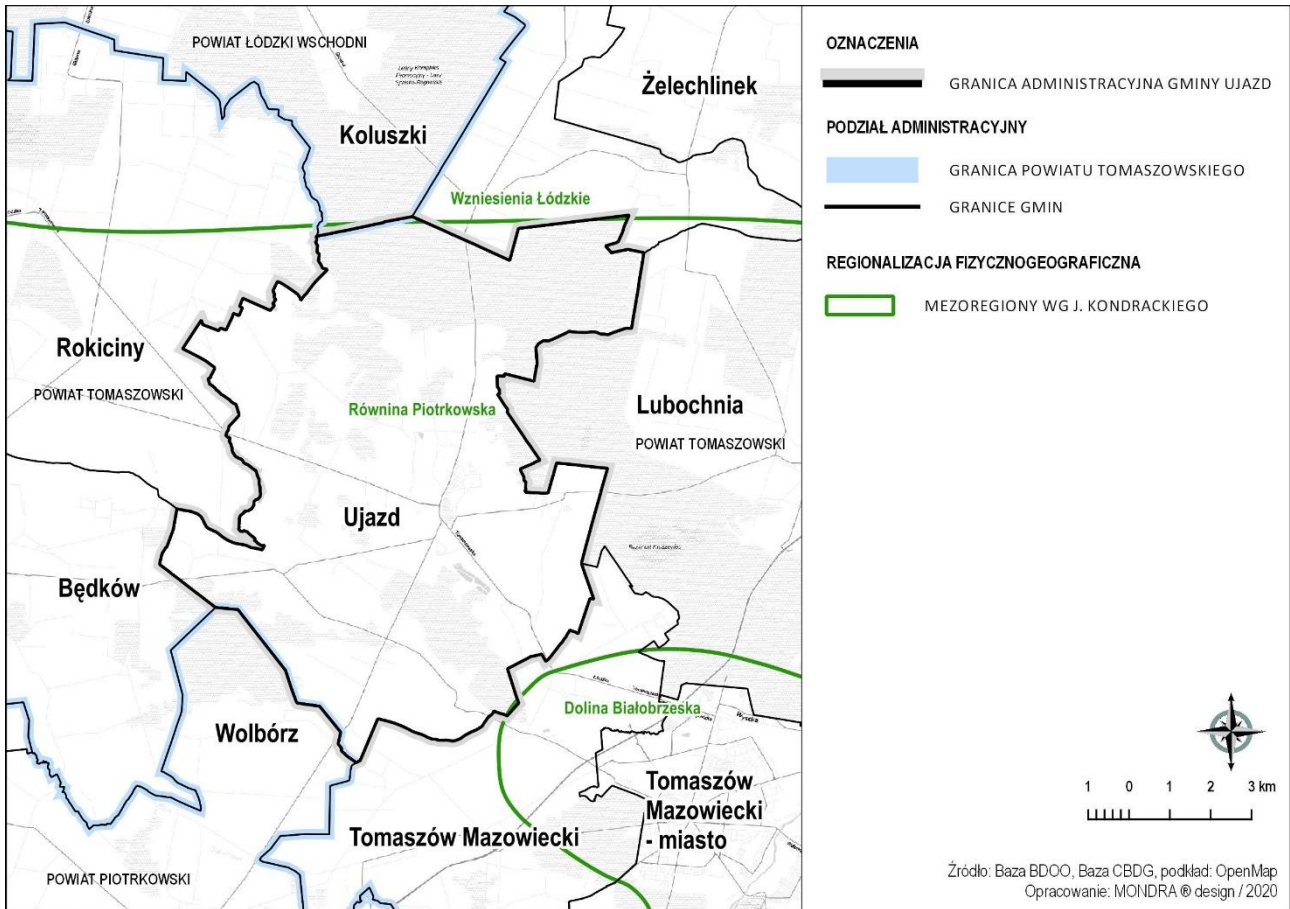 POWIAT ŁÓDZKI WSCHODNI
Żelechlinek
Koluszki
Wzniesienia Łódzkie
Rokiciny
POWIAT TOMASZOWSKI
Równina Piotrkowska
Lubochnia
POWIAT TOMASZOWSKI
Ujazd
Będków
Dolina Białobrzeska
Wolbórz
Tomaszów
Mazowiecki
- miasto
Tomaszów Mazowiecki
POWIAT PIOTRKOWSKI
OZNACZENIA
GRANICA ADMINISTRACYJNA GMINY UJAZD
PODZIAŁ ADMINISTRACYJNY
GRANICA POWIATU TOMASZOWSKIEGO
GRANICE GMIN
REGIONALIZACJA FIZYCZNOGEOGRAFICZNA
MEZOREGIONY WG J. KONDRACKIEGO
1 0 1 2 3 km
Źródło: Baza BDOO, Baza CBDG, podkład: OpenMap
Opracowanie: MONDRA ® design / 2020